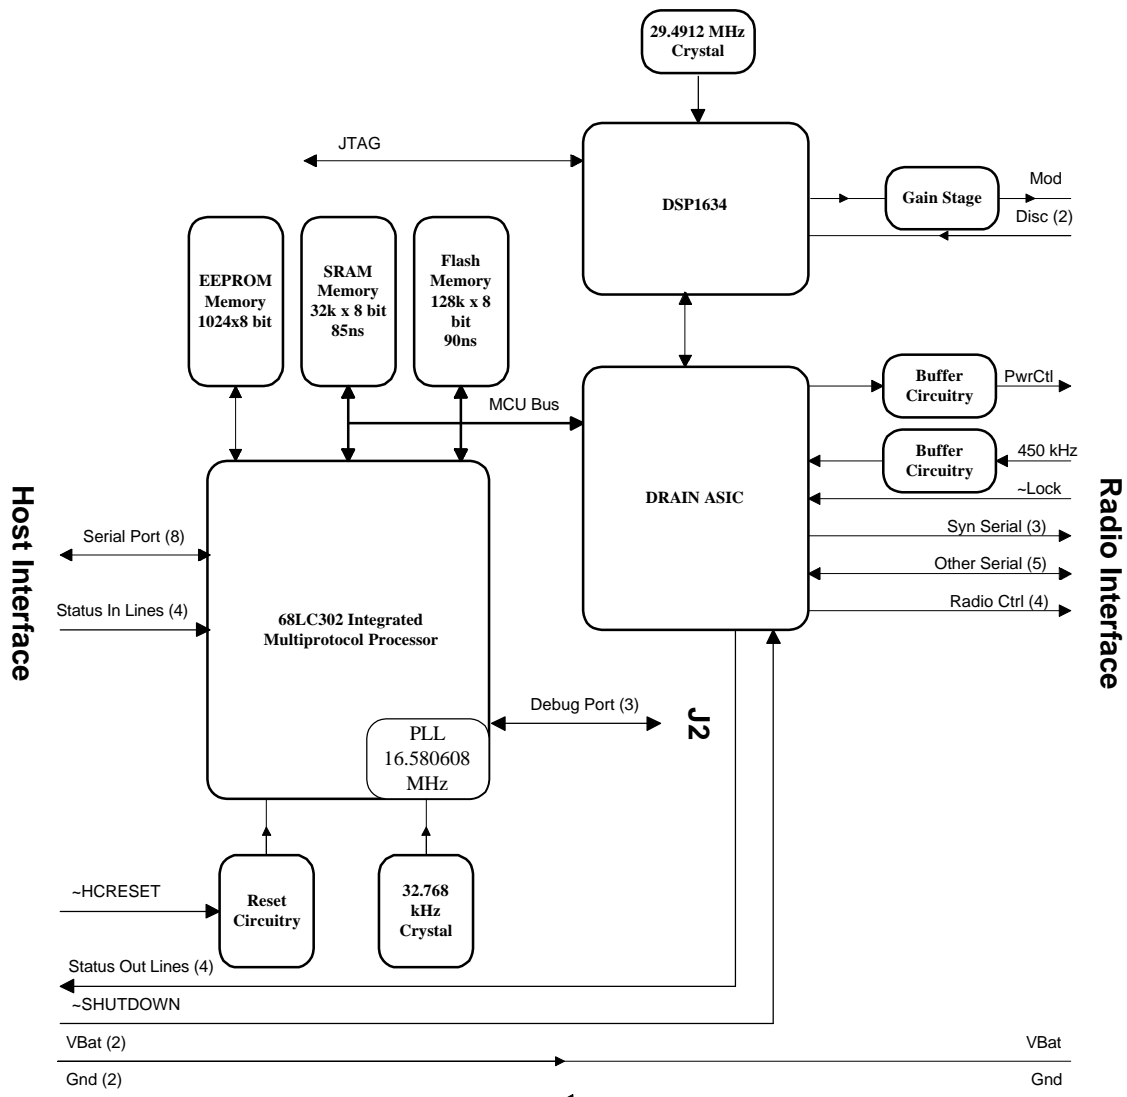 29.4912 MHz
Crystal
JTAG
DSP1634
Gain Stage
Mod
Disc (2)
EEPROM
Memory
1024x8 bit
SRAM
Memory
32k x 8 bit
85ns
Flash
Memory
128k x 8
bit
90ns
MCU Bus
Buffer
Circuitry
PwrCtl
Buffer
Circuitry
450 kHz
DRAIN ASIC
~Lock
Syn Serial (3)
Other Serial (5)
Radio Ctrl (4)
Host Interface
Radio Interface
Serial Port (8)
Status In Lines (4)
68LC302 Integrated
Multiprotocol Processor
Debug Port (3)
J2
PLL
16.580608
MHz
~HCRESET
Reset
Circuitry
32.768
kHz
Crystal
Status Out Lines (4)
~SHUTDOWN
VBat (2)
VBat
Gnd (2)
Gnd